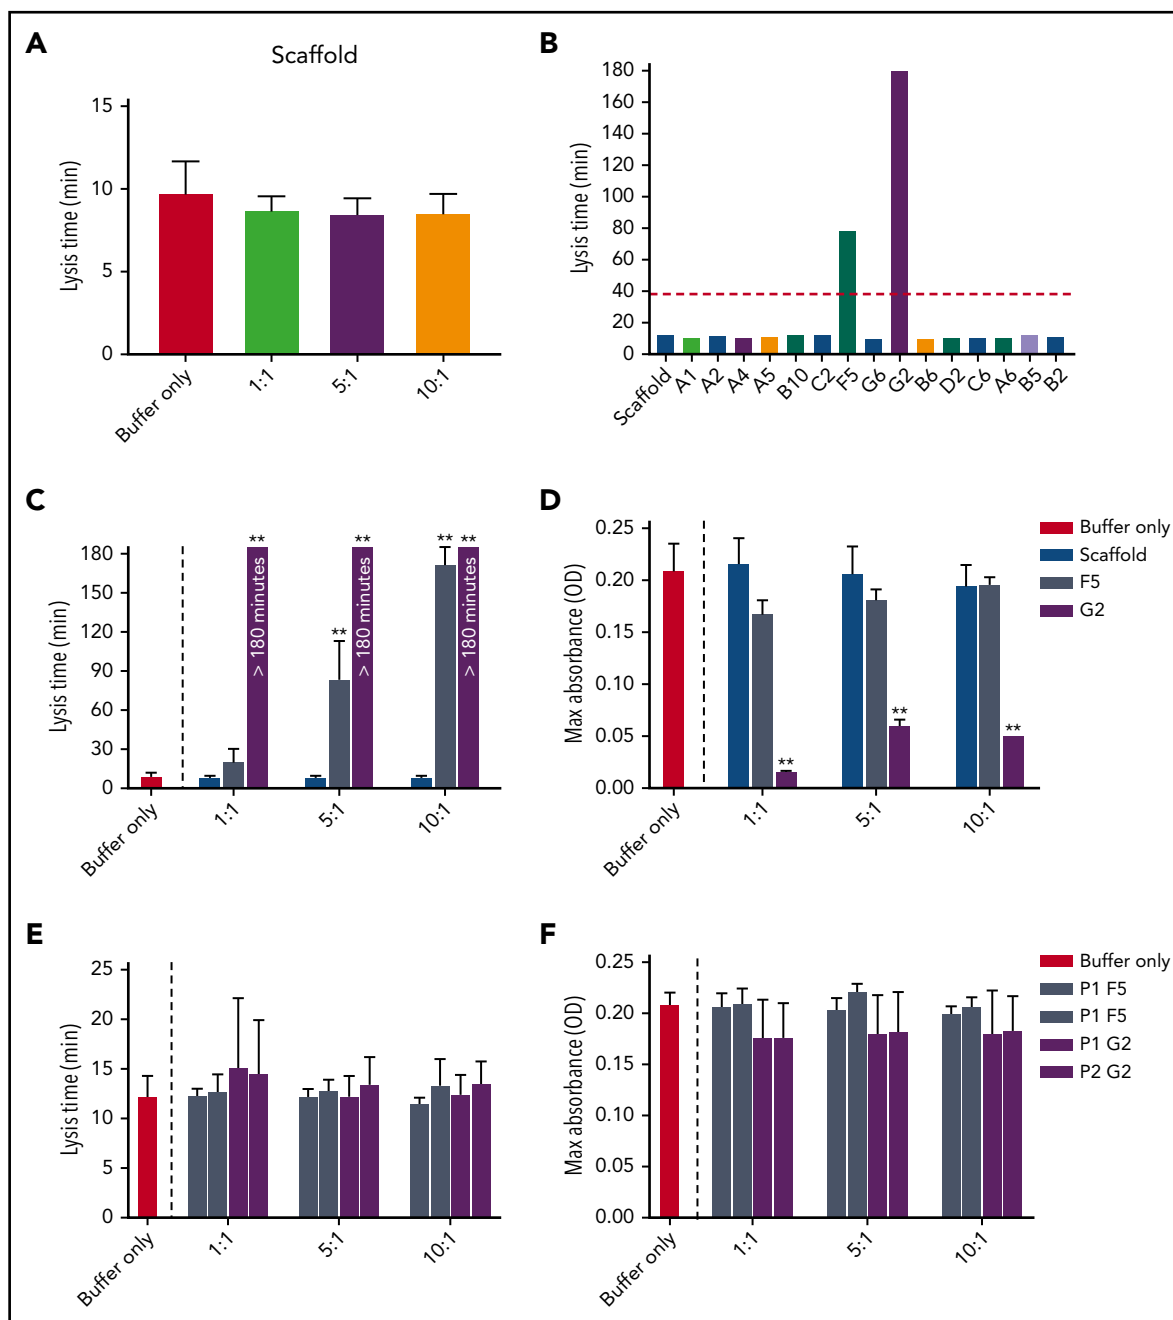 A
Scaffold
Lysis time (min)
15
10
5
0
Buffer only
1:1
5:1
10:1
B
Lysis time (min)
180
160
140
120
100
80
60
40
20
0
Scaffold
A1
A2
A4
A5
B10
C2
F5
G6
G2
B6
D2
C6
A6
B5
B2
C
Lysis time (min)
180
150
120
90
60
30
0
** ** ** **
**
> 180 minutes
> 180 minutes
> 180 minutes
Buffer only
1:1
5:1
10:1
D
Max absorbance (OD)
0.25
0.20
0.15
0.10
0.05
0.00
**
**
**
Buffer only
1:1
5:1
10:1
Buffer only
Scaffold
F5
G2
E
Lysis time (min)
25
20
15
10
5
0
Buffer only
1:1
5:1
10:1
F
Max absorbance (OD)
0.25
0.20
0.15
0.10
0.05
0.00
Buffer only
1:1
5:1
10:1
Buffer only
P1 F5
P1 F5
P1 G2
P2 G2